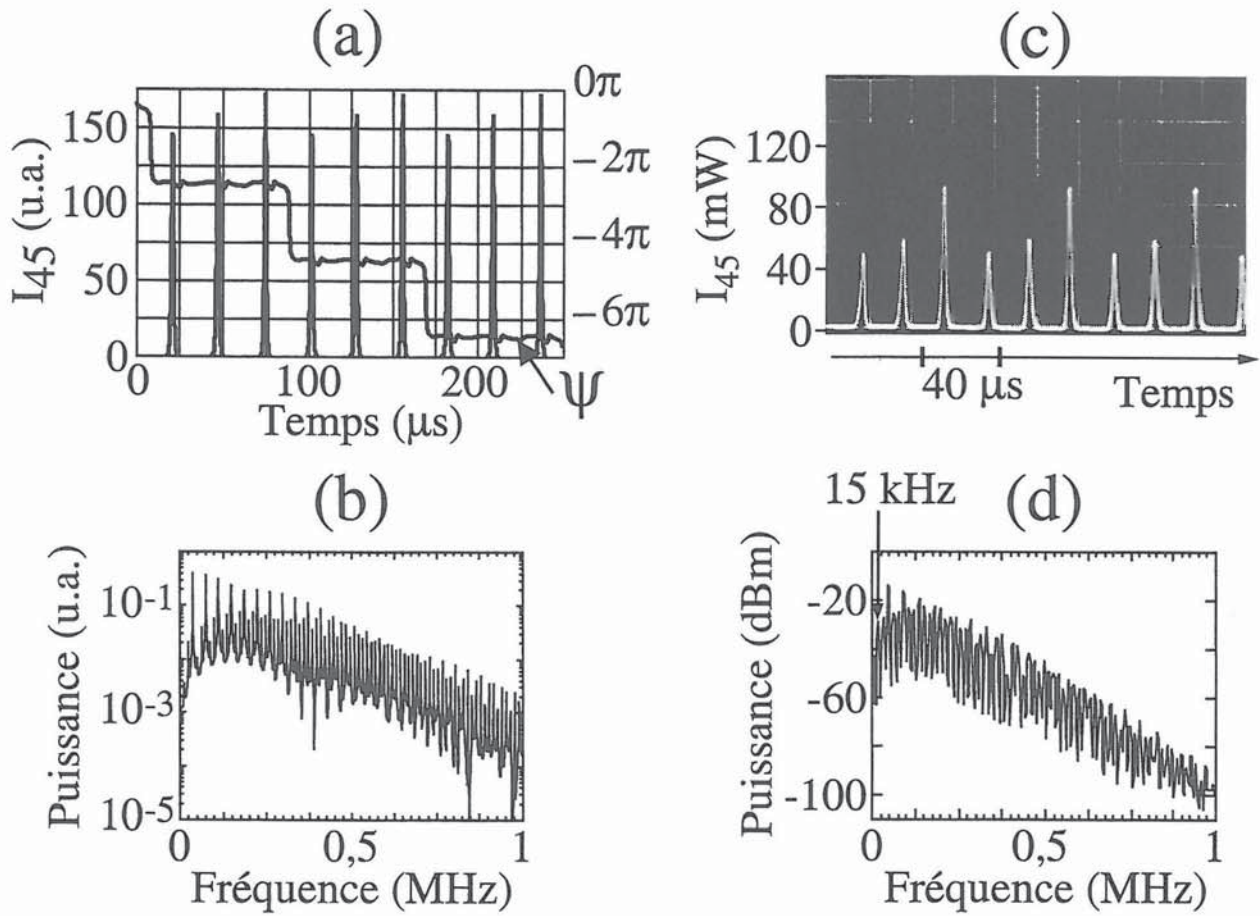 (a)
I45 (u.a.)
150
100
50
0
0π
−2π
−4π
−6π
0 100 200
Temps (μs)
ψ
(c)
I45 (mW)
120
80
40
0
40 μs
Temps
(b)
Puissance (u.a.)
10-1
10-3
10-5
0 0,5 1
Fréquence (MHz)
15 kHz
(d)
Puissance (dBm)
-20
-60
-100
0 0,5 1
Fréquence (MHz)